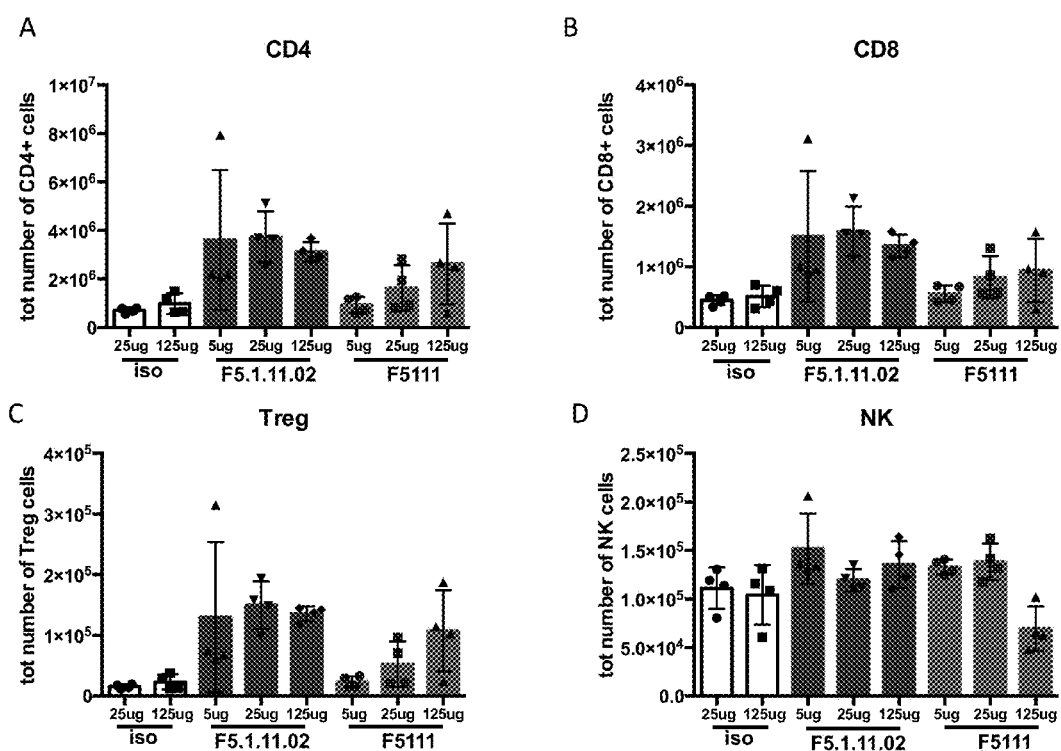 A
CD4
tot number of CD4+ cells
1×10⁷
8×10⁶
6×10⁶
4×10⁶
2×10⁶
0
25ug 125ug 5ug 25ug 125ug 5ug 25ug 125ug
iso F5.1.11.02 F5111
B
CD8
tot number of CD8+ cells
4×10⁶
3×10⁶
2×10⁶
1×10⁶
0
25ug 125ug 5ug 25ug 125ug 5ug 25ug 125ug
iso F5.1.11.02 F5111
C
Treg
tot number of Treg cells
4×10⁵
3×10⁵
2×10⁵
1×10⁵
0
25ug 125ug 5ug 25ug 125ug 5ug 25ug 125ug
iso F5.1.11.02 F5111
D
NK
tot number of NK cells
2.5×10⁵
2.0×10⁵
1.5×10⁵
1.0×10⁵
5.0×10⁴
0.0
25ug 125ug 5ug 25ug 125ug 5ug 25ug 125ug
iso F5.1.11.02 F5111